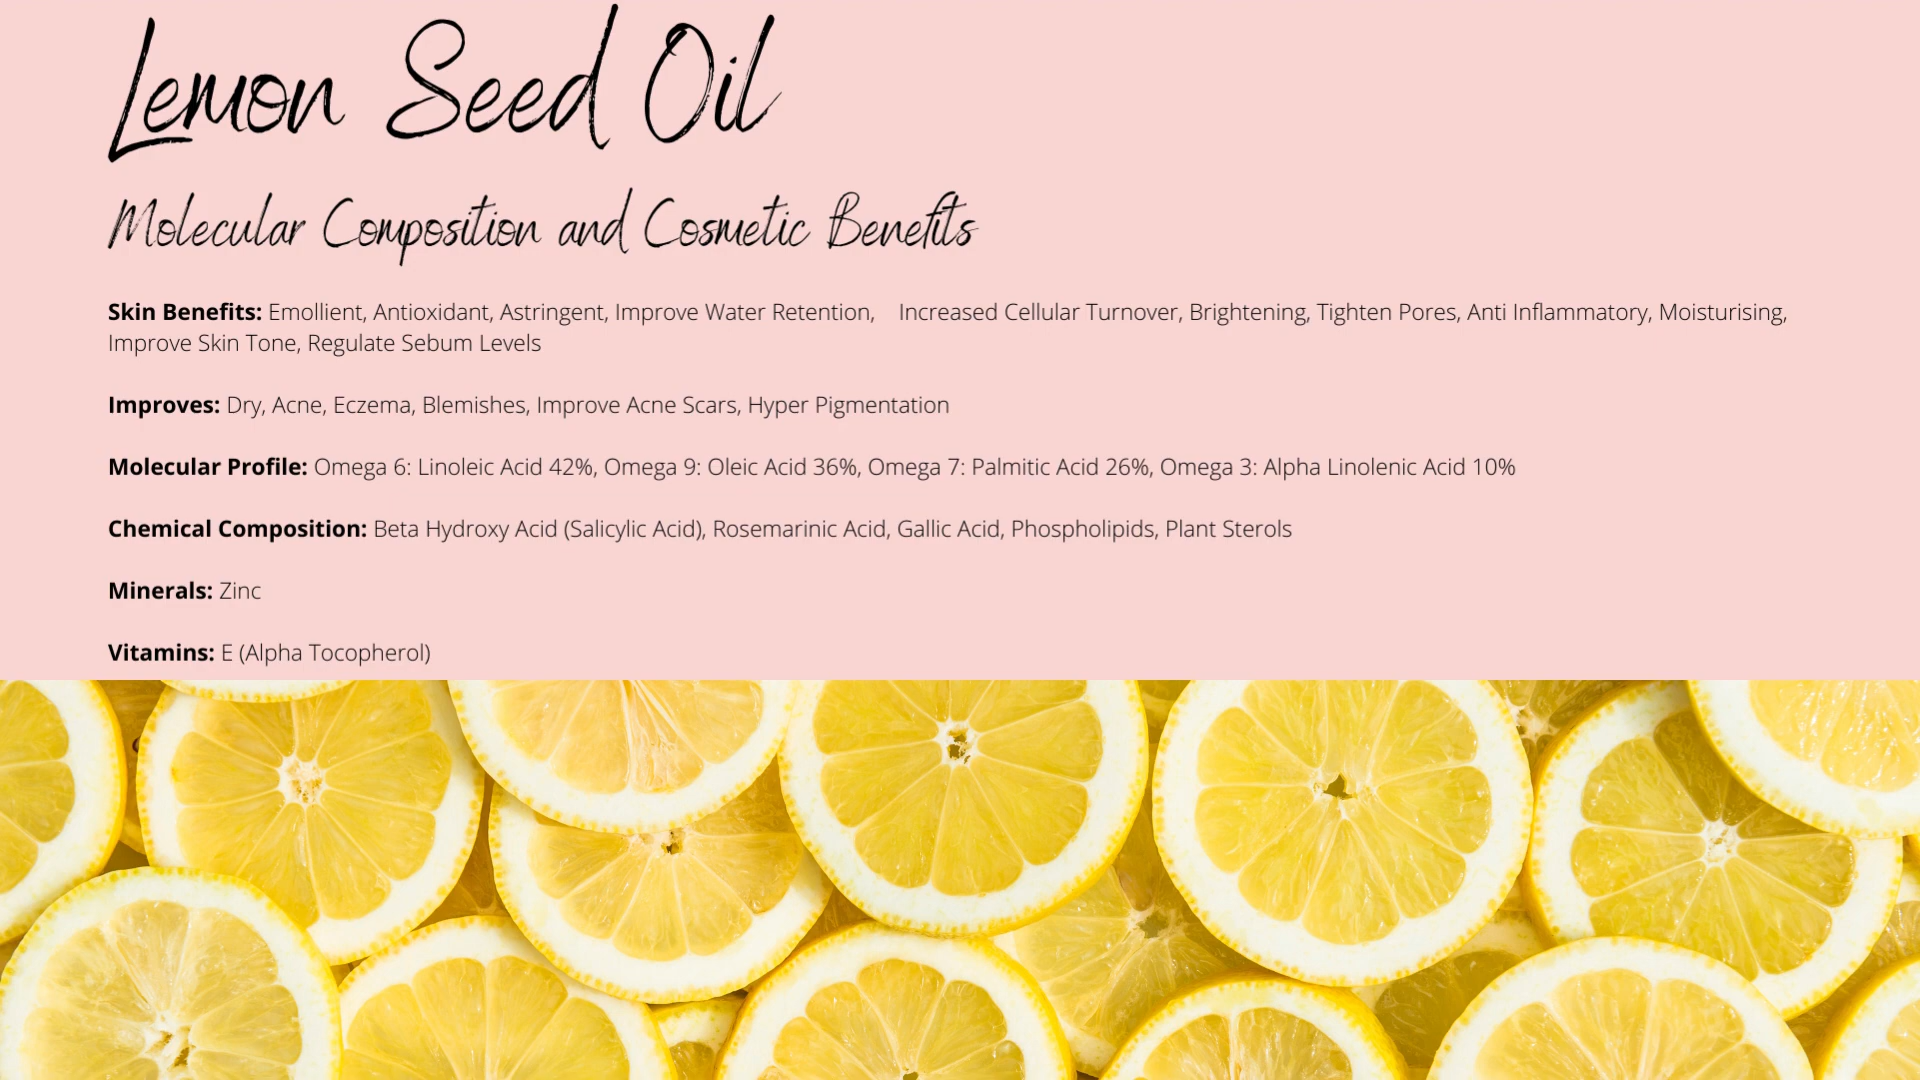 Lemon Seed Oil
Molecular Composition and Cosmetic Benefits
Skin Benefits: Emollient, Antioxidant, Astringent, Improve Water Retention, Increased Cellular Turnover, Brightening, Tighten Pores, Anti Inflammatory, Moisturising,
Improve Skin Tone, Regulate Sebum Levels
Improves: Dry, Acne, Eczema, Blemishes, Improve Acne Scars, Hyper Pigmentation
Molecular Profile: Omega 6: Linoleic Acid 42%, Omega 9: Oleic Acid 36%, Omega 7: Palmitic Acid 26%, Omega 3: Alpha Linolenic Acid 10%
Chemical Composition: Beta Hydroxy Acid (Salicylic Acid), Rosemarinic Acid, Gallic Acid, Phospholipids, Plant Sterols
Minerals: Zinc
Vitamins: E (Alpha Tocopherol)